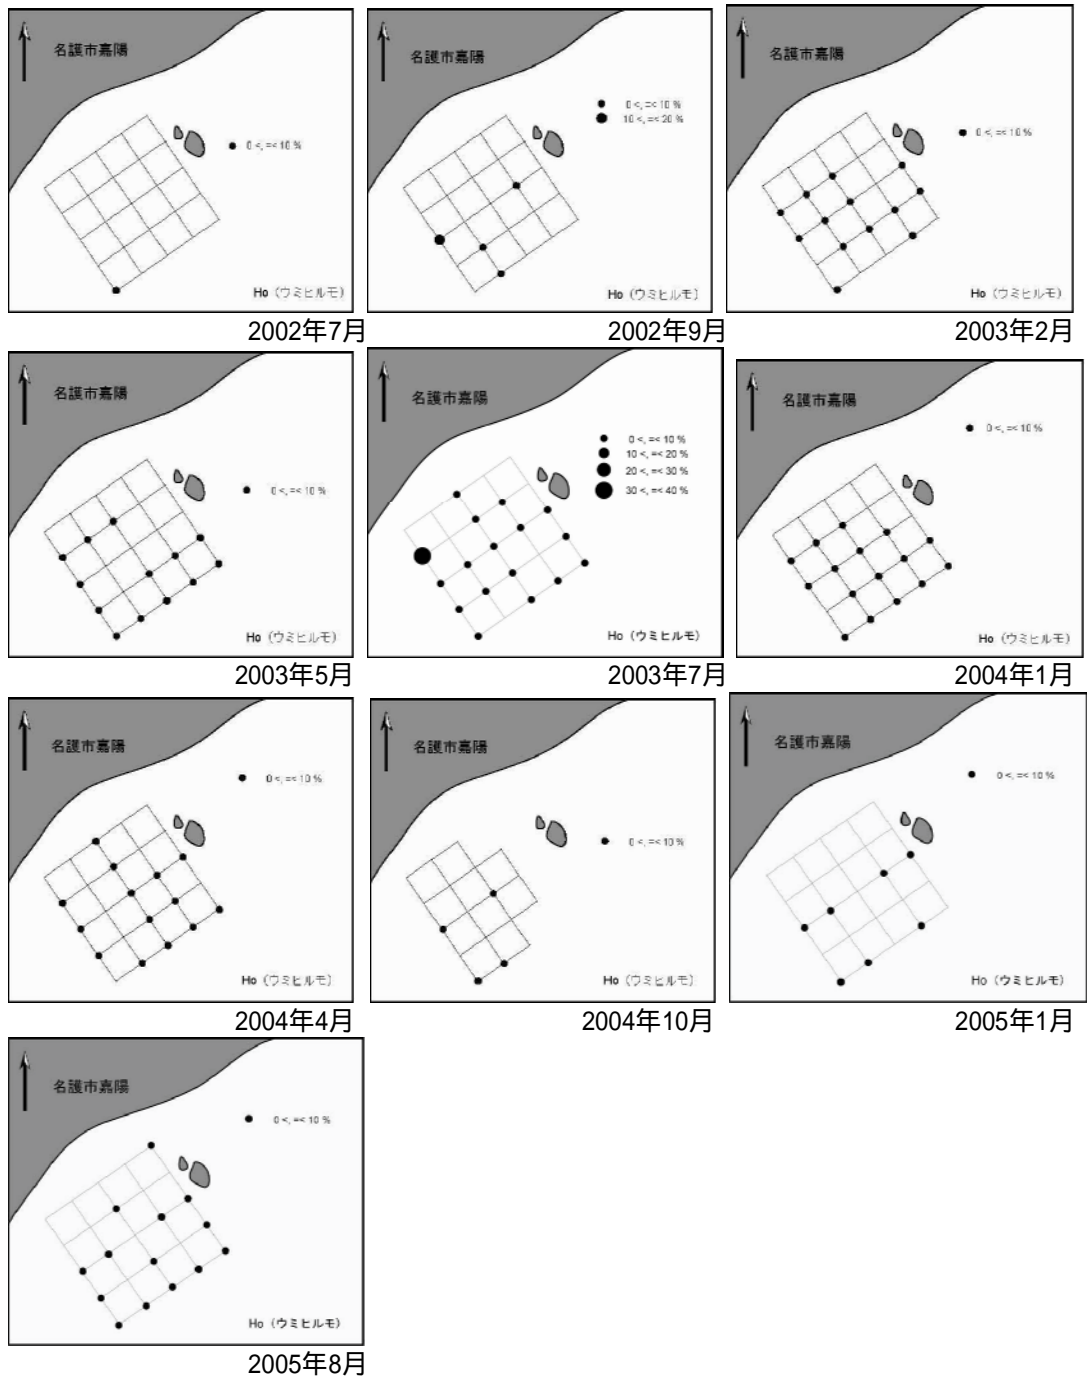 名護市嘉陽
0 <, =< 10 %
Ho (ウミヒルモ)
2002年7月
名護市嘉陽
0 <, =< 10 %
10 <, =< 20 %
Ho (ウミヒルモ)
2002年9月
名護市嘉陽
0 <, =< 10 %
Ho (ウミヒルモ)
2003年2月
名護市嘉陽
0 <, =< 10 %
Ho (ウミヒルモ)
2003年5月
名護市嘉陽
0 <, =< 10 %
10 <, =< 20 %
20 <, =< 30 %
30 <, =< 40 %
Ho (ウミヒルモ)
2003年7月
名護市嘉陽
0 <, =< 10 %
Ho (ウミヒルモ)
2004年1月
名護市嘉陽
0 <, =< 10 %
Ho (ウミヒルモ)
2004年4月
名護市嘉陽
0 <, =< 10 %
Ho (ウミヒルモ)
2004年10月
名護市嘉陽
0 <, =< 10 %
Ho (ウミヒルモ)
2005年1月
名護市嘉陽
0 <, =< 10 %
Ho (ウミヒルモ)
2005年8月